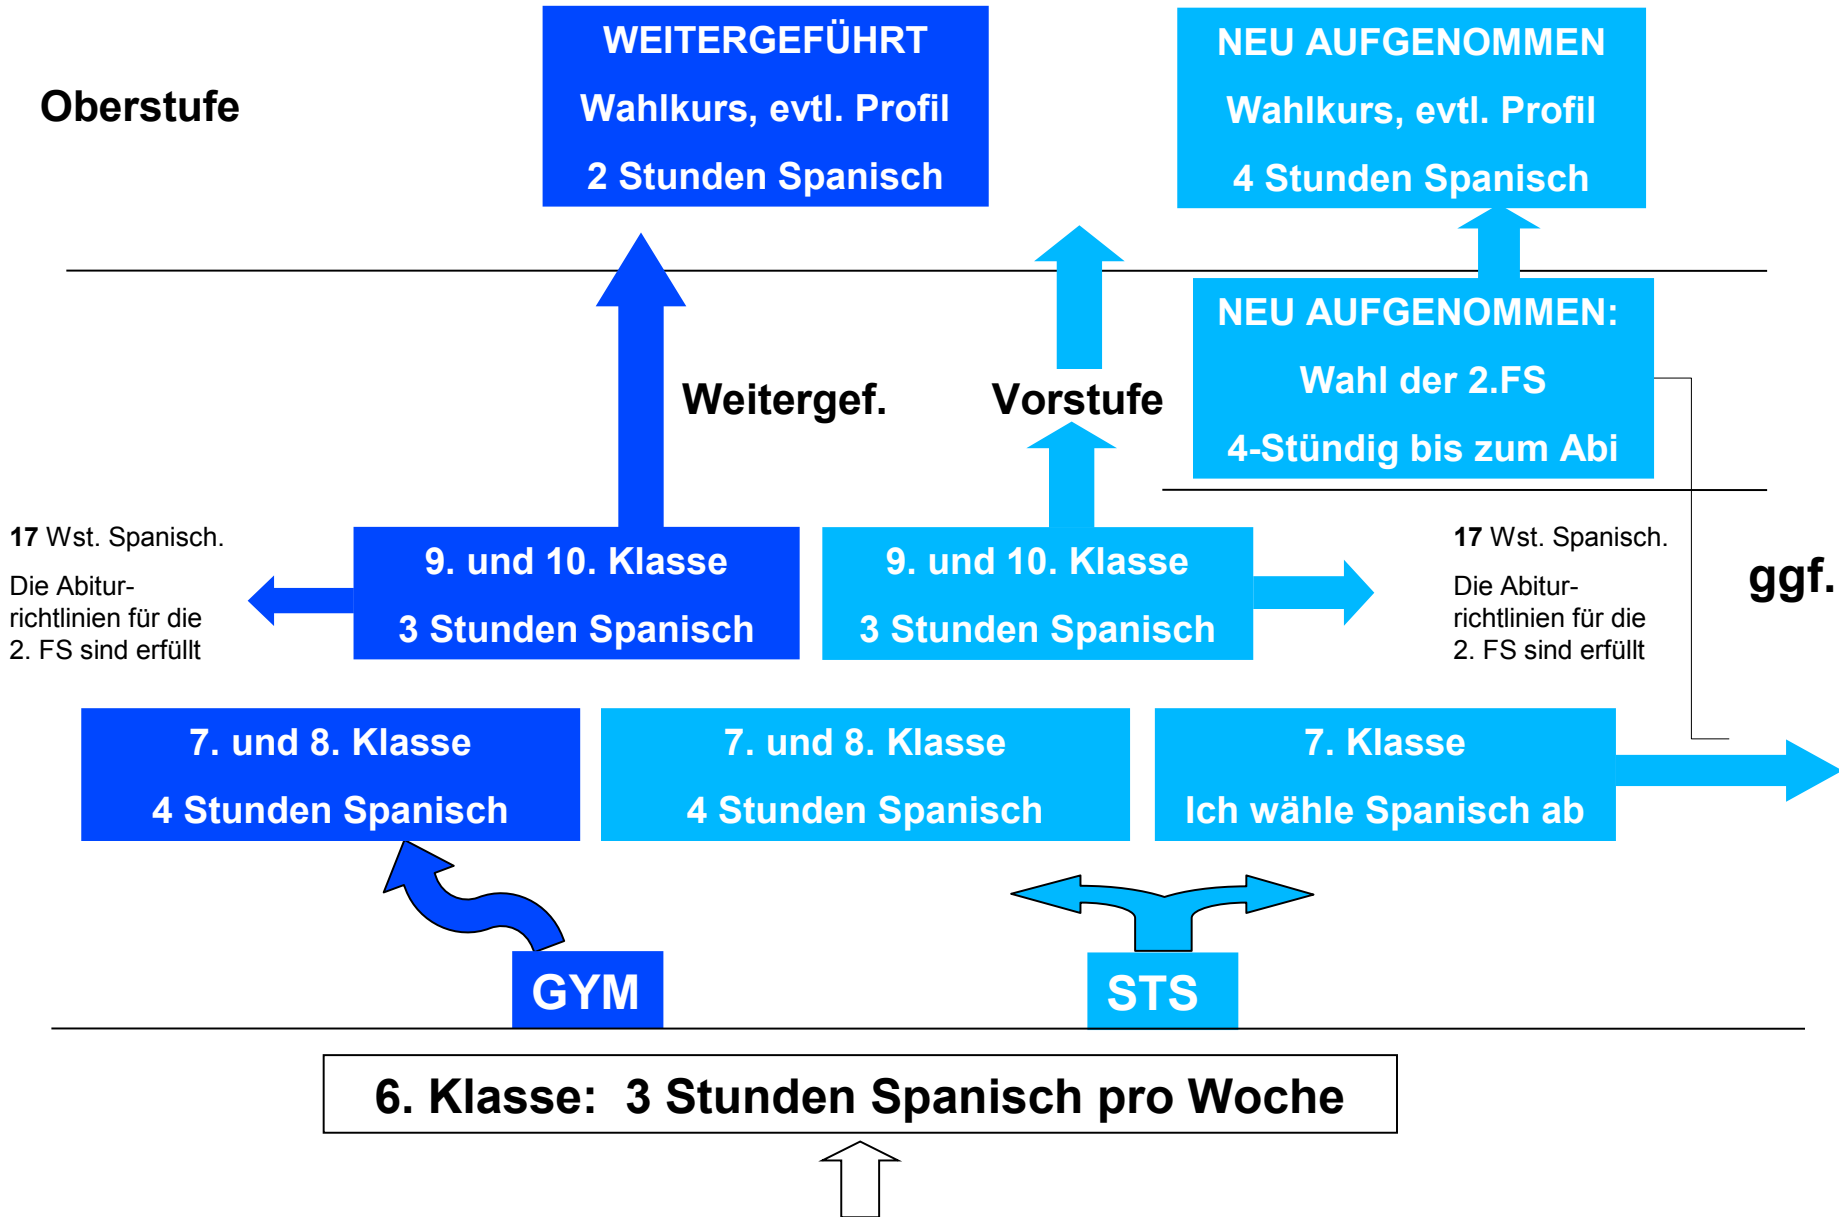 WEITERGEFÜHRT
Wahlkurs, evtl. Profil
2 Stunden Spanisch
NEU AUFGENOMMEN
Wahlkurs, evtl. Profil
4 Stunden Spanisch
Oberstufe
NEU AUFGENOMMEN:
Wahl der 2.FS
4-Stündig bis zum Abi
Weitergef.
Vorstufe
17 Wst. Spanisch.
Die Abitur-
richtlinien für die
2. FS sind erfüllt
9. und 10. Klasse
3 Stunden Spanisch
9. und 10. Klasse
3 Stunden Spanisch
17 Wst. Spanisch.
Die Abitur-
richtlinien für die
2. FS sind erfüllt
ggf.
7. und 8. Klasse
4 Stunden Spanisch
7. und 8. Klasse
4 Stunden Spanisch
7. Klasse
Ich wähle Spanisch ab
GYM
STS
6. Klasse: 3 Stunden Spanisch pro Woche